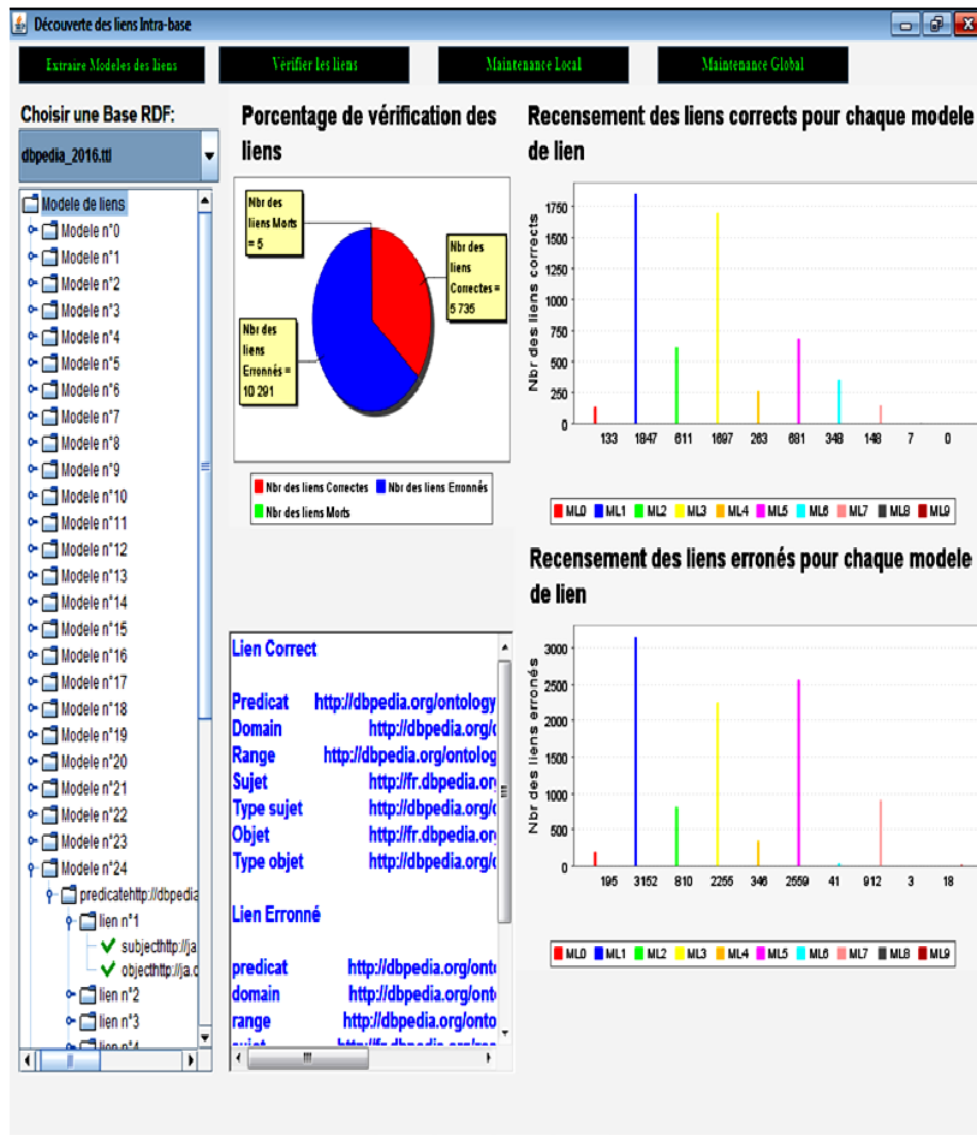 Découverte des liens Intra-base
Extraire Modeles des liens
Vérifier les liens
Maintenance Local
Maintenance Global
Choisir une Base RDF:
dbpedia_2016.ttl
Modele de liens
Modele n°0
Modele n°1
Modele n°2
Modele n°3
Modele n°4
Modele n°5
Modele n°6
Modele n°7
Modele n°8
Modele n°9
Modele n°10
Modele n°11
Modele n°12
Modele n°13
Modele n°14
Modele n°15
Modele n°16
Modele n°17
Modele n°18
Modele n°19
Modele n°20
Modele n°21
Modele n°22
Modele n°23
Modele n°24
predicatehttp://dbpedia
lien n°1
subjecthttp://ja
objecthttp://ja.
lien n°2
lien n°3
lien n°4
Porcentage de vérification des
liens
Nbr des
liens Morts
= 5
Nbr des
liens
Correctes =
5 735
Nbr des
liens
Erronnés =
10 291
Nbr des liens Correctes Nbr des liens Erronnés
Nbr des liens Morts
Lien Correct
Predicat http://dbpedia.org/ontology
Domain http://dbpedia.org/
Range http://dbpedia.org/ontolog
Sujet http://fr.dbpedia.or
Type sujet http://dbpedia.org/
Objet http://fr.dbpedia.or
Type objet http://dbpedia.org/
Lien Erronné
predicat http://dbpedia.org/ont
domain http://dbpedia.org/ont
range http://dbpedia.org/onto
Recensement des liens corrects pour chaque modele
de lien
Nbr des liens corrects
1750
1500
1250
1000
750
500
250
0
133 1847 611 1697 263 681 348 148 7 0
ML0 ML1 ML2 ML3 ML4 ML5 ML6 ML7 ML8 ML9
Recensement des liens erronés pour chaque modele
de lien
Nbr des liens erronés
3000
2500
2000
1500
1000
500
0
195 3152 810 2255 346 2559 41 912 3 18
ML0 ML1 ML2 ML3 ML4 ML5 ML6 ML7 ML8 ML9